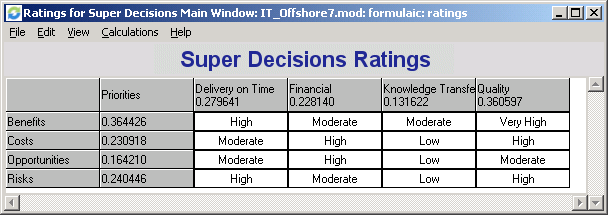 Ratings for Super Decisions Main Window: IT_Offshore7.mod: formulaic: ratings
File Edit View Calculations Help
Super Decisions Ratings
Priorities Delivery on Time Financial Knowledge Transfe Quality
0.279641 0.228140 0.131622 0.360597
Benefits 0.364426 High Moderate Moderate Very High
Costs 0.230918 Moderate High Low High
Opportunities 0.164210 Moderate High Low Moderate
Risks 0.240446 High Moderate Low High